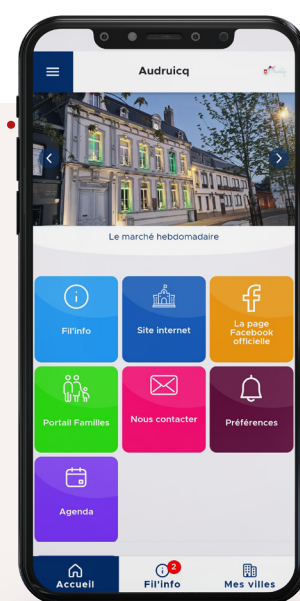 Audruicq
Le marché hebdomadaire
Fil'info
Site internet
La page
Facebook
officielle
Portail Familles
Nous contacter
Préférences
Agenda
Accueil
2
Fil'info
Mes villes